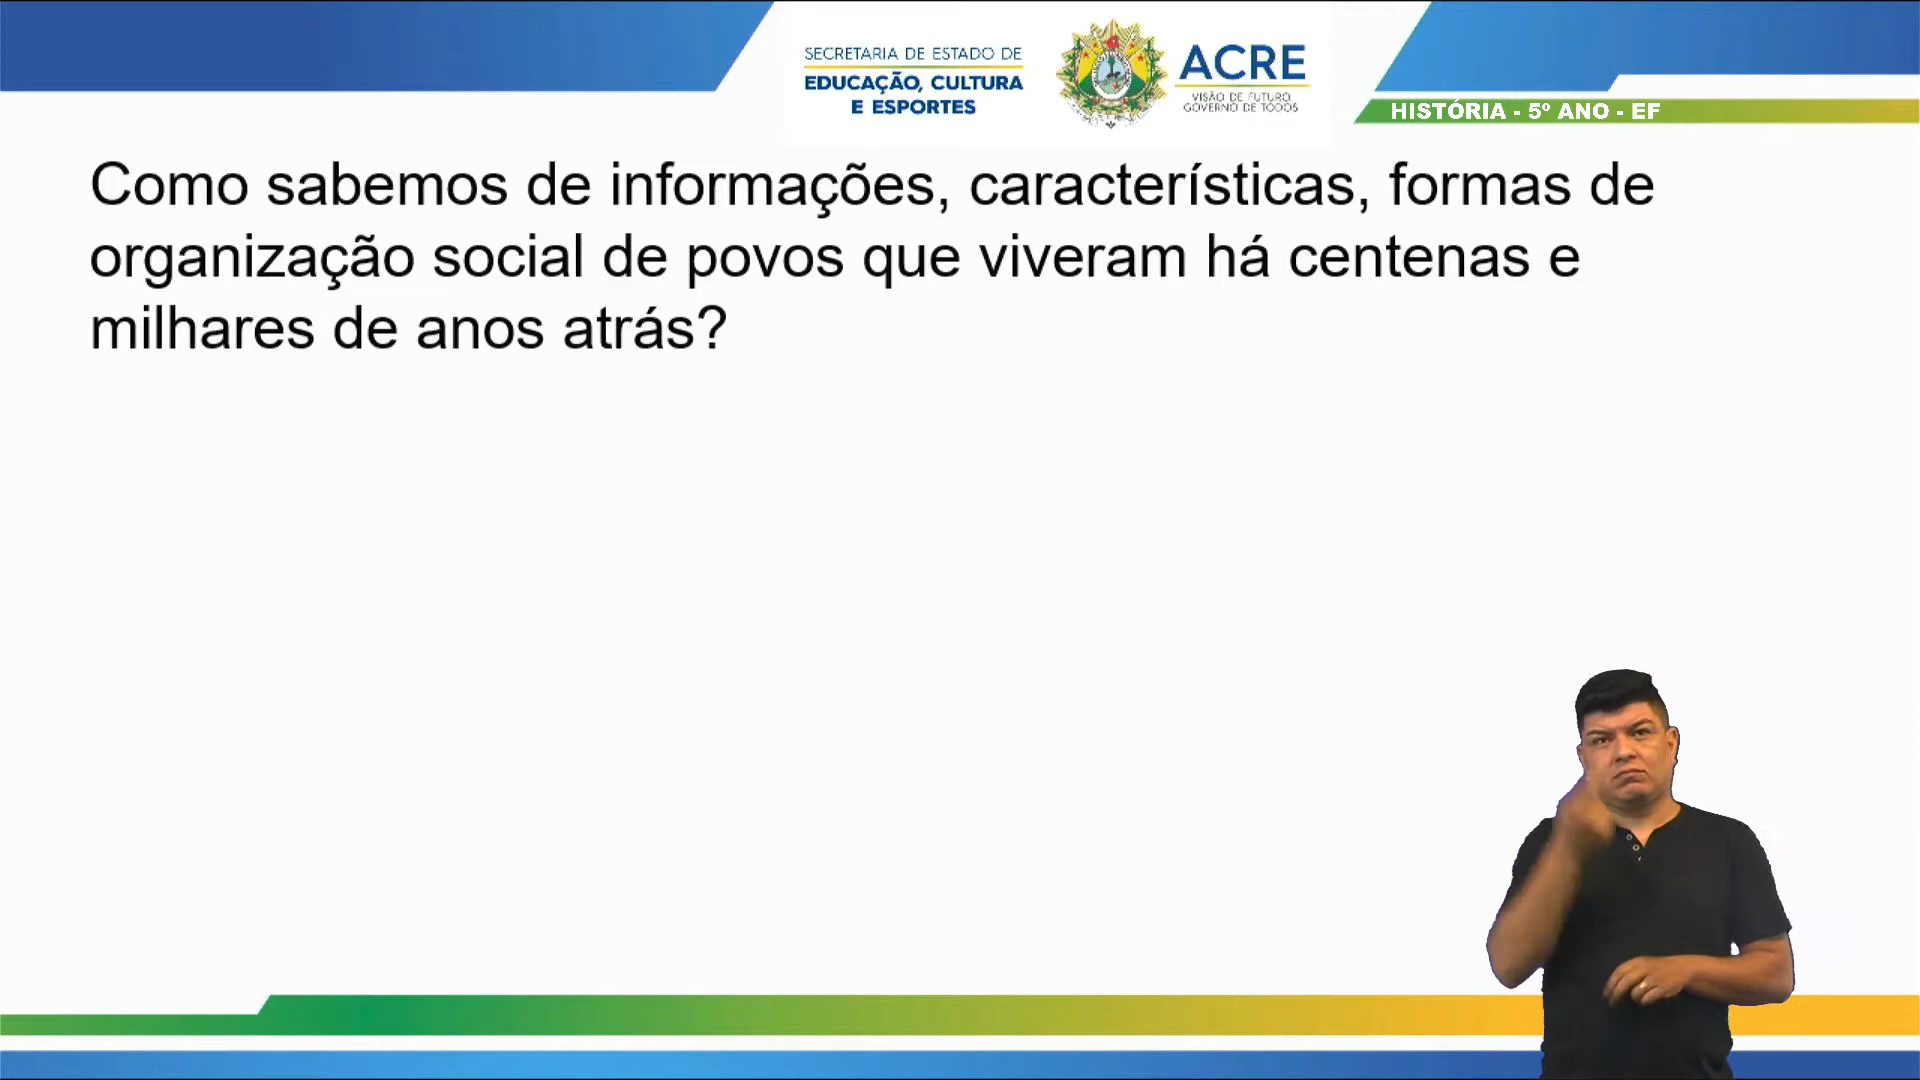 SECRETARIA DE ESTADO DE
EDUCAÇÃO, CULTURA
E ESPORTES
ACRE
VISÃO DE FUTURO,
GOVERNO DE TODOS
HISTÓRIA - 5º ANO - EF
Como sabemos de informações, características, formas de
organização social de povos que viveram há centenas e
milhares de anos atrás?